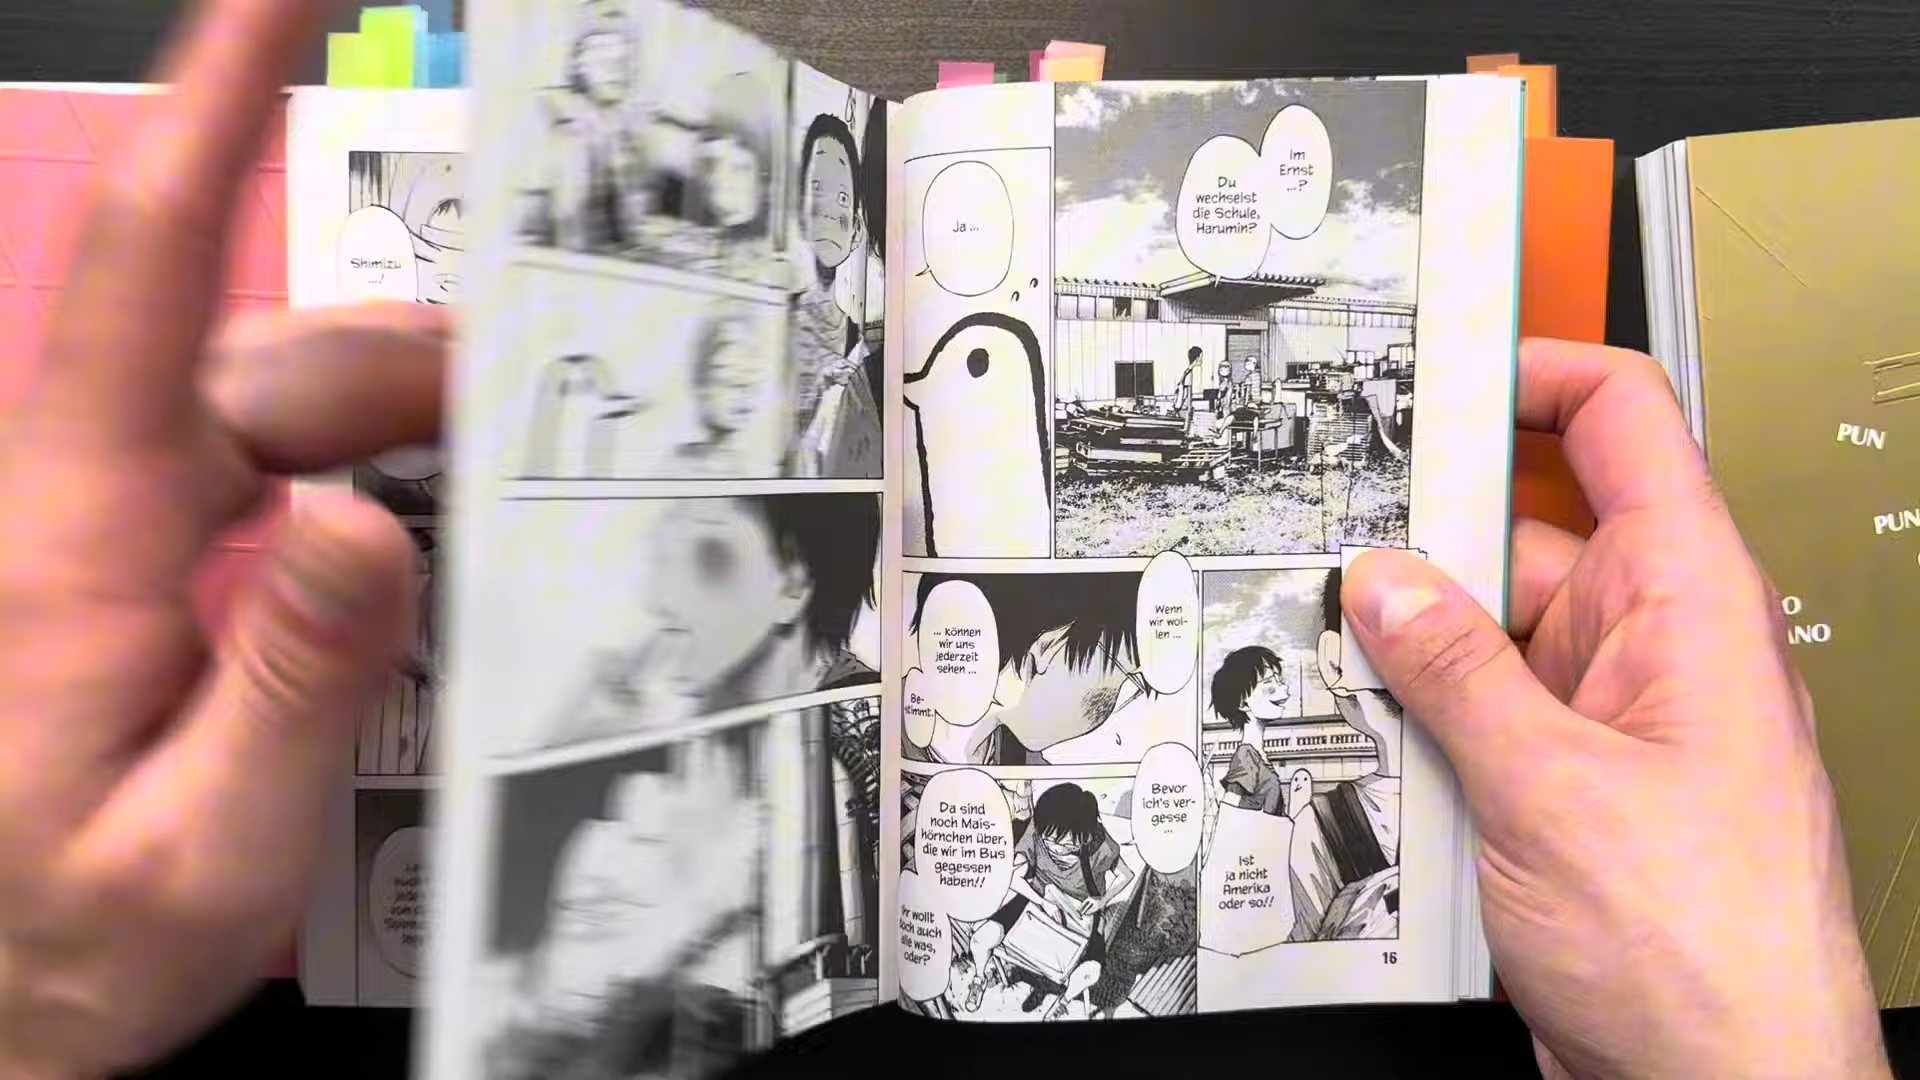 Im
Ernst
...?
Du
wechselst
die Schule,
Harumin?
Ja ...
Wenn
wir wol-
len ...
... können
wir uns
jederzeit
sehen ...
Be-
stimmt.
Ist
ja nicht
Amerika
oder so!!
Bevor
ich's ver-
gesse
...
Da sind
noch Mais-
hörnchen über,
die wir im Bus
gegessen
haben!!
Ihr wollt
doch auch
alle was,
oder?
16
Shimizu
...!
PUN
PUN